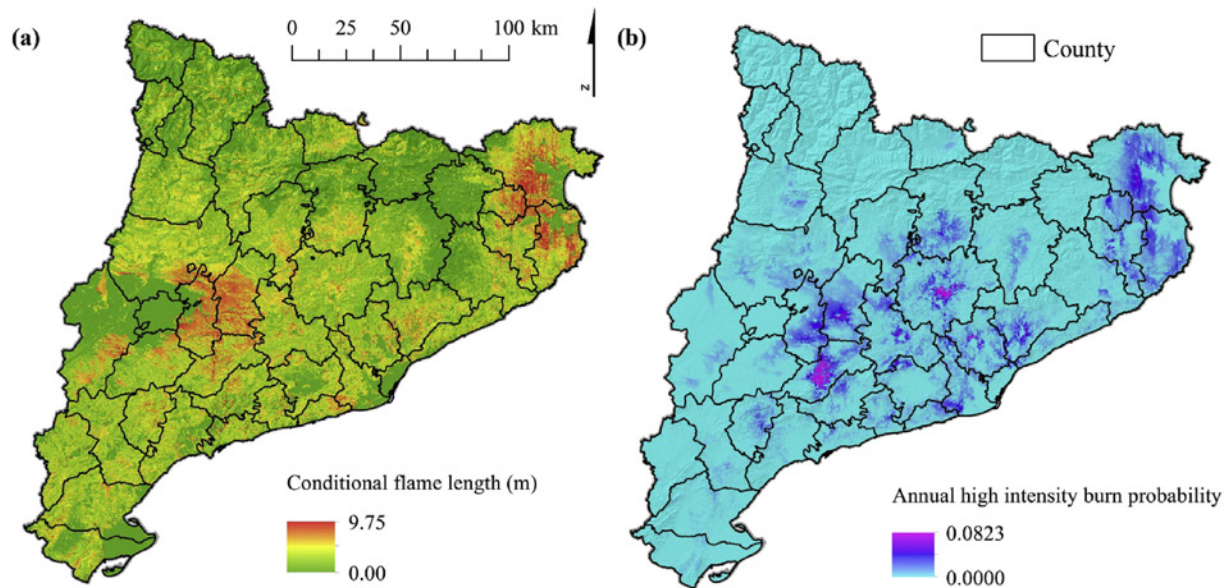 (a)
0 25 50 100 km
z
(b)
County
Conditional flame length (m)
9.75
0.00
Annual high intensity burn probability
0.0823
0.0000